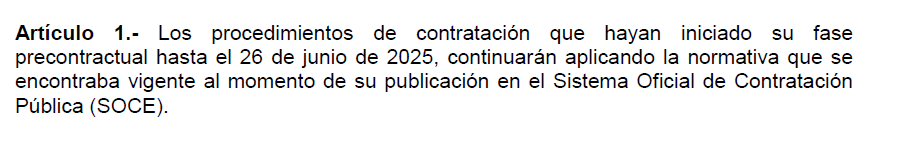 Artículo 1.- Los procedimientos de contratación que hayan iniciado su fase
precontractual hasta el 26 de junio de 2025, continuarán aplicando la normativa que se
encontraba vigente al momento de su publicación en el Sistema Oficial de Contratación
Pública (SOCE).